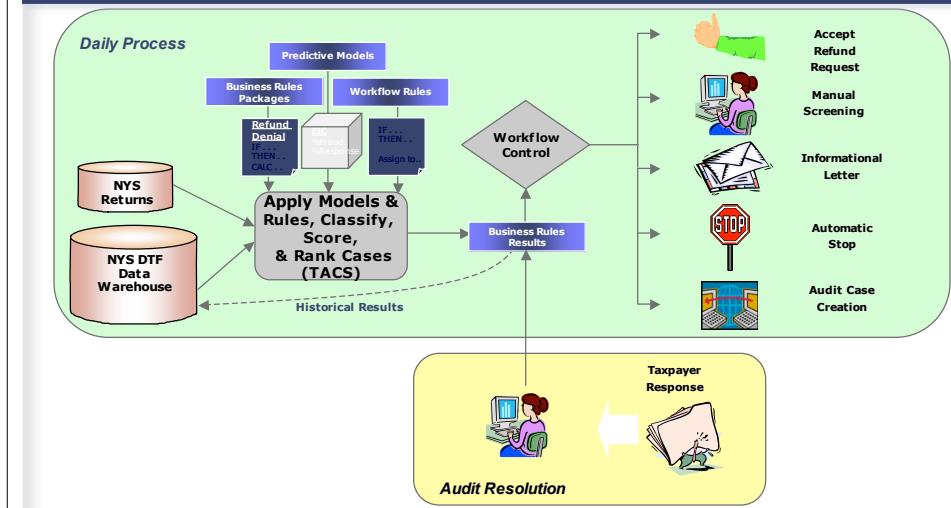 Daily Process
Predictive Models
Business Rules
Packages
Workflow Rules
Refund
Denial
IF . . .
THEN . .
CALC . .
IF . . .
THEN . .
Assign to..
NYS
Returns
NYS DTF
Data
Warehouse
Apply Models &
Rules, Classify,
Score,
& Rank Cases
(TACS)
Historical Results
Business Rules
Results
Workflow
Control
Accept
Refund
Request
Manual
Screening
Informational
Letter
STOP
Automatic
Stop
Audit Case
Creation
Taxpayer
Response
Audit Resolution